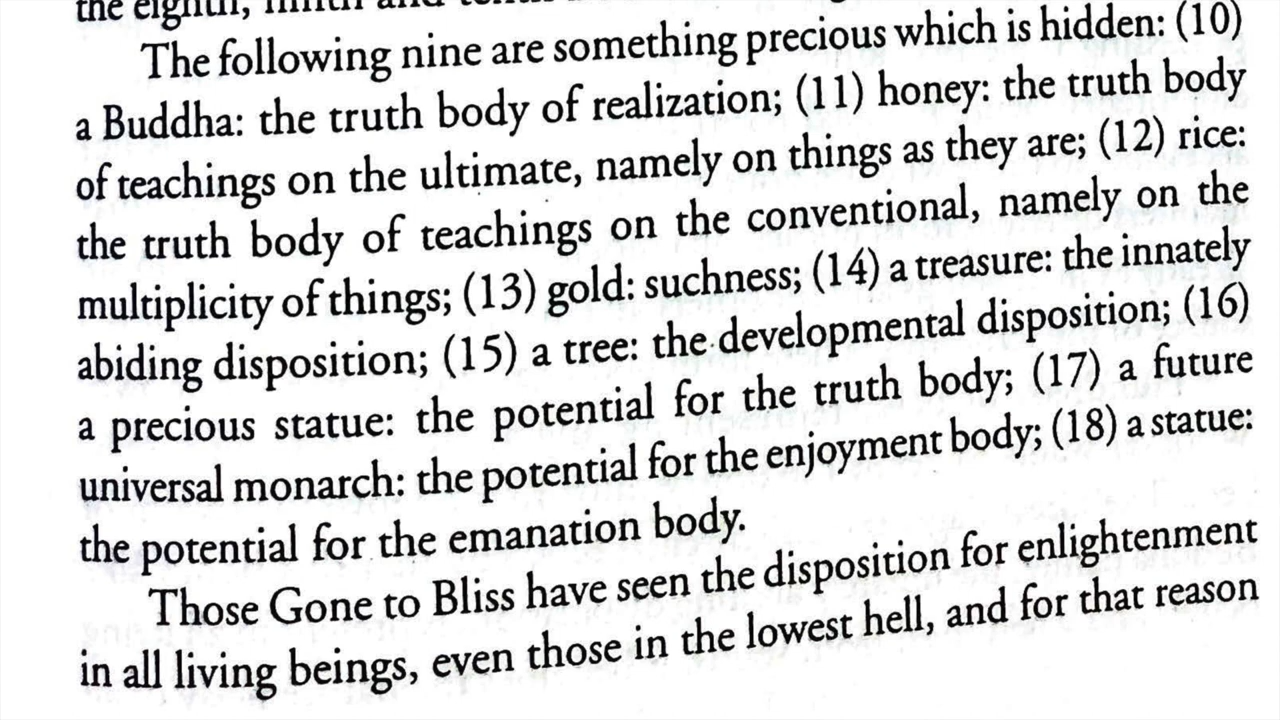 the eighth, ninth and
The following nine are something precious which is hidden: (10)
a Buddha: the truth body of realization; (11) honey: the truth body
of teachings on the ultimate, namely on things as they are; (12) rice:
the truth body of teachings on the conventional, namely on the
multiplicity of things; (13) gold: suchness; (14) a treasure: the innately
abiding disposition; (15) a tree: the developmental disposition; (16)
a precious statue: the potential for the truth body; (17) a future
universal monarch: the potential for the enjoyment body; (18) a statue:
the potential for the emanation body.
Those Gone to Bliss have seen the disposition for enlightenment
in all living beings, even those in the lowest hell, and for that reason